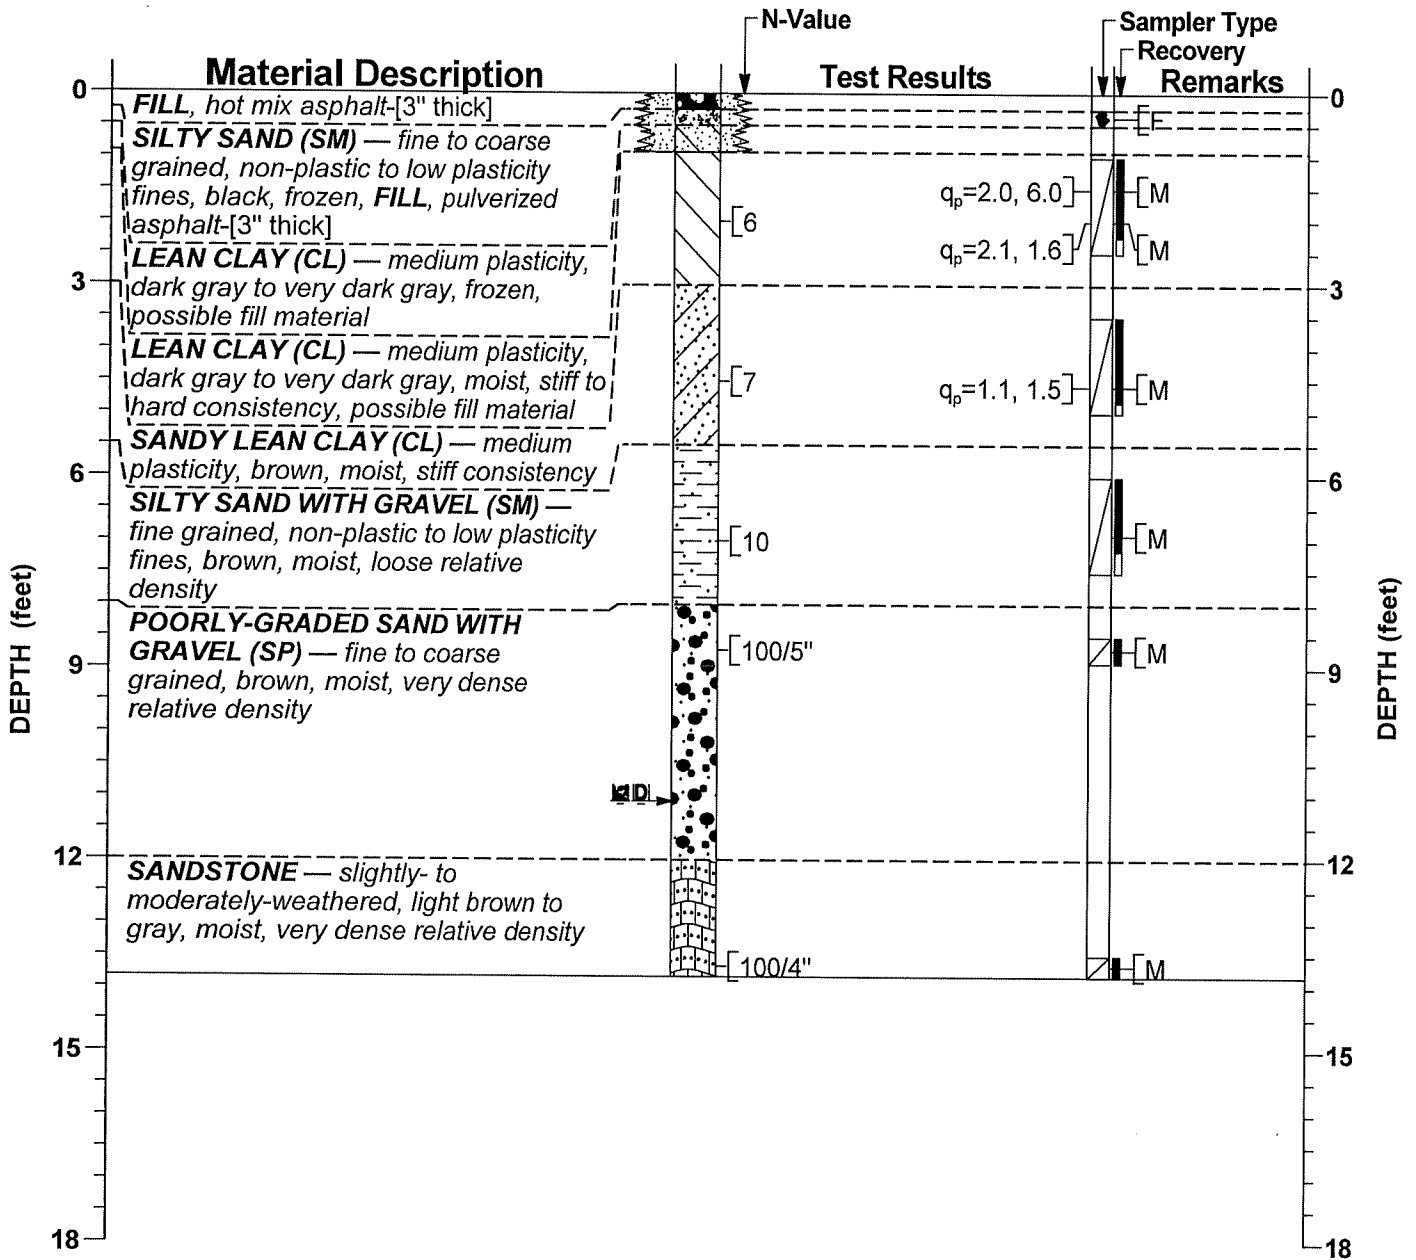 N-Value
Sampler Type
Recovery
Material Description
Test Results
Remarks
0
FILL, hot mix asphalt-[3" thick]
0
F
SILTY SAND (SM) — fine to coarse
grained, non-plastic to low plasticity
fines, black, frozen, FILL, pulverized
asphalt-[3" thick]
qp=2.0, 6.0
M
6
qp=2.1, 1.6
M
LEAN CLAY (CL) — medium plasticity,
dark gray to very dark gray, frozen,
possible fill material
3
3
LEAN CLAY (CL) — medium plasticity,
dark gray to very dark gray, moist, stiff to
hard consistency, possible fill material
7
qp=1.1, 1.5
M
SANDY LEAN CLAY (CL) — medium
plasticity, brown, moist, stiff consistency
6
6
SILTY SAND WITH GRAVEL (SM) —
fine grained, non-plastic to low plasticity
fines, brown, moist, loose relative
density
10
M
DEPTH (feet)
DEPTH (feet)
POORLY-GRADED SAND WITH
GRAVEL (SP) — fine to coarse
grained, brown, moist, very dense
relative density
100/5"
M
9
9
12
12
SANDSTONE — slightly- to
moderately-weathered, light brown to
gray, moist, very dense relative density
100/4"
M
15
15
18
18